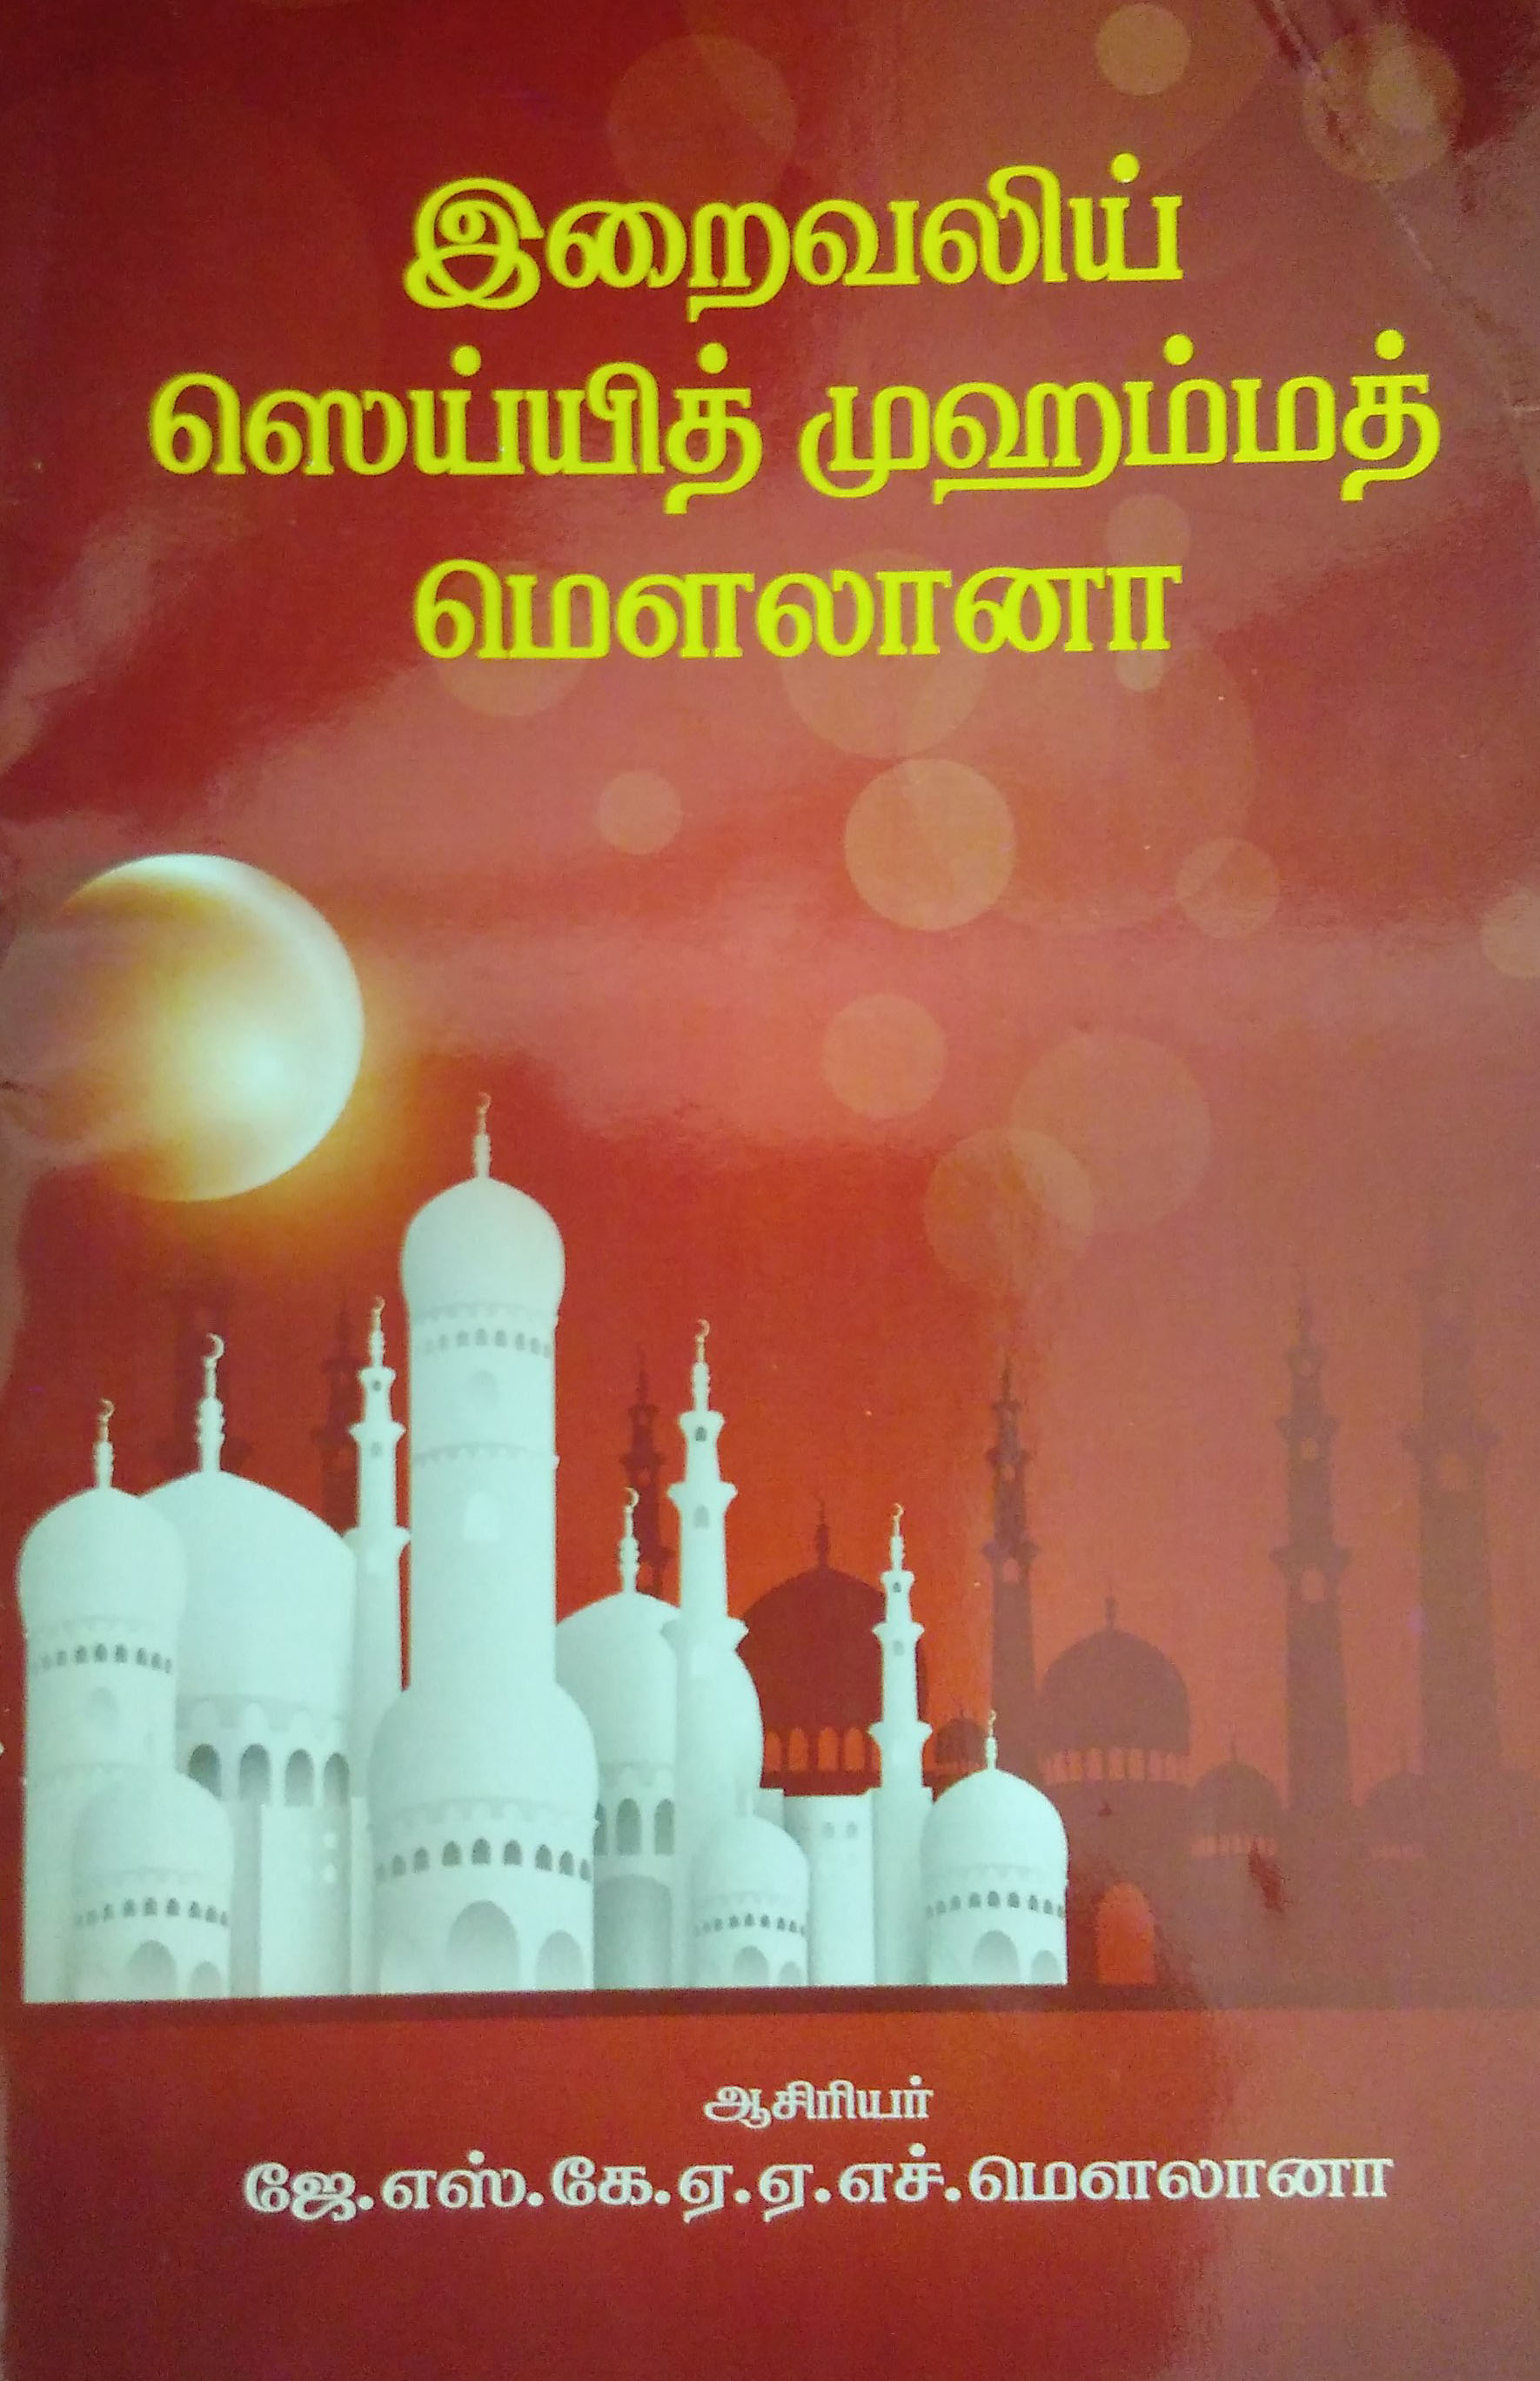 இறைவலிய்
ஸெய்யித் முஹம்மத்
மௌலானா
ஆசிரியர்
ஜே.எஸ்.கே.ஏ.ஏ.எச்.மௌலானா